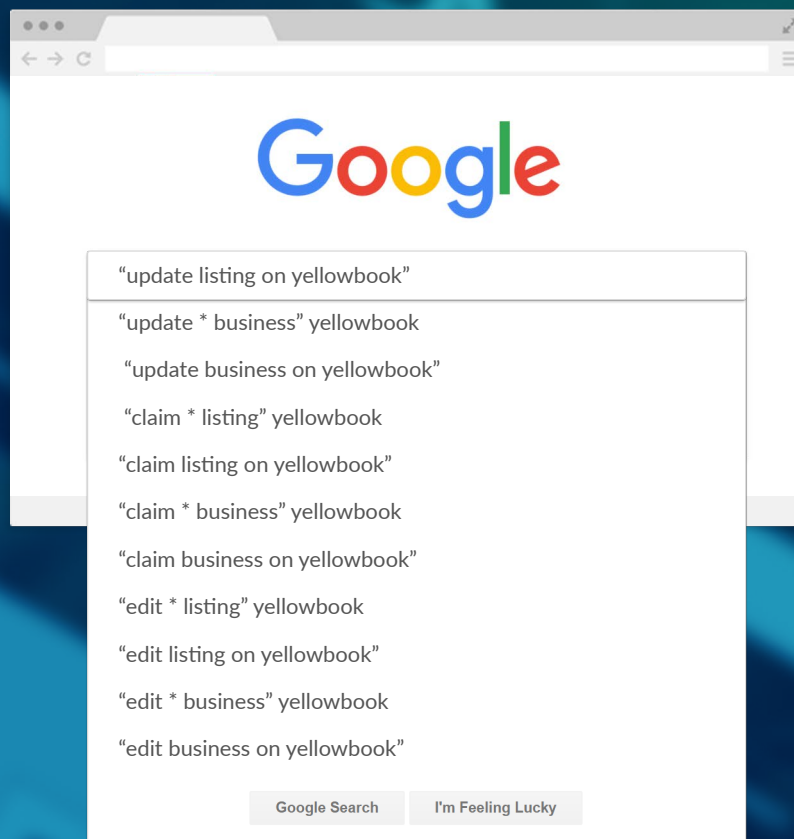 Google
“update listing on yellowbook”
“update * business” yellowbook
“update business on yellowbook”
“claim * listing” yellowbook
“claim listing on yellowbook”
“claim * business” yellowbook
“claim business on yellowbook”
“edit * listing” yellowbook
“edit listing on yellowbook”
“edit * business” yellowbook
“edit business on yellowbook”
Google Search I'm Feeling Lucky